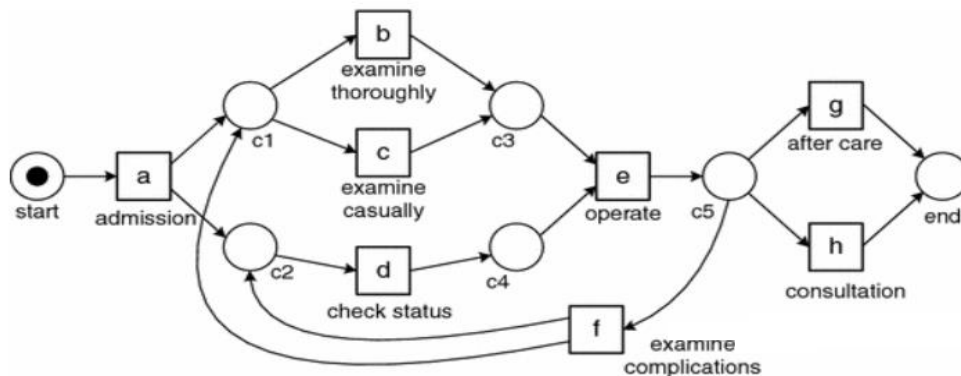 b
examine
thoroughly
g
after care
c1
c3
c
examine
casually
a
admission
start
e
operate
c5
end
c2
d
check status
c4
h
consultation
f
examine
complications